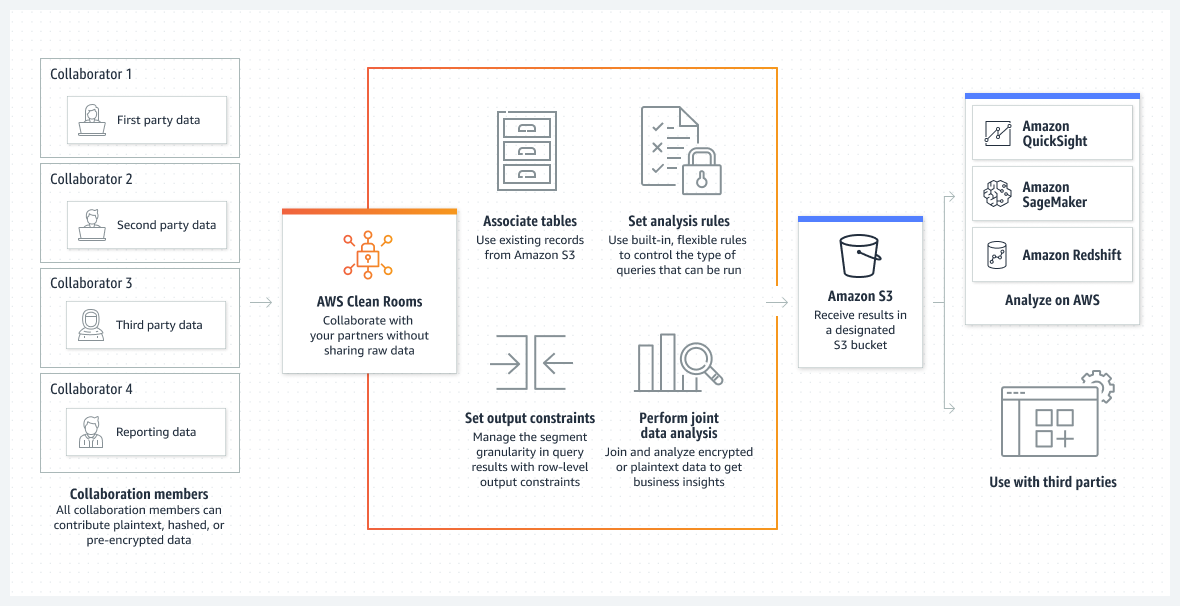 Collaborator 1
First party data
Collaborator 2
Second party data
Collaborator 3
Third party data
Collaborator 4
Reporting data
Collaboration members
All collaboration members can
contribute plaintext, hashed, or
pre-encrypted data
AWS Clean Rooms
Collaborate with
your partners without
sharing raw data
Associate tables
Use existing records
from Amazon S3
Set analysis rules
Use built-in, flexible rules
to control the type of
queries that can be run
Set output constraints
Manage the segment
granularity in query
results with row-level
output constraints
Perform joint
data analysis
Join and analyze encrypted
or plaintext data to get
business insights
Amazon S3
Receive results in
a designated
S3 bucket
Amazon
QuickSight
Amazon
SageMaker
Amazon Redshift
Analyze on AWS
Use with third parties